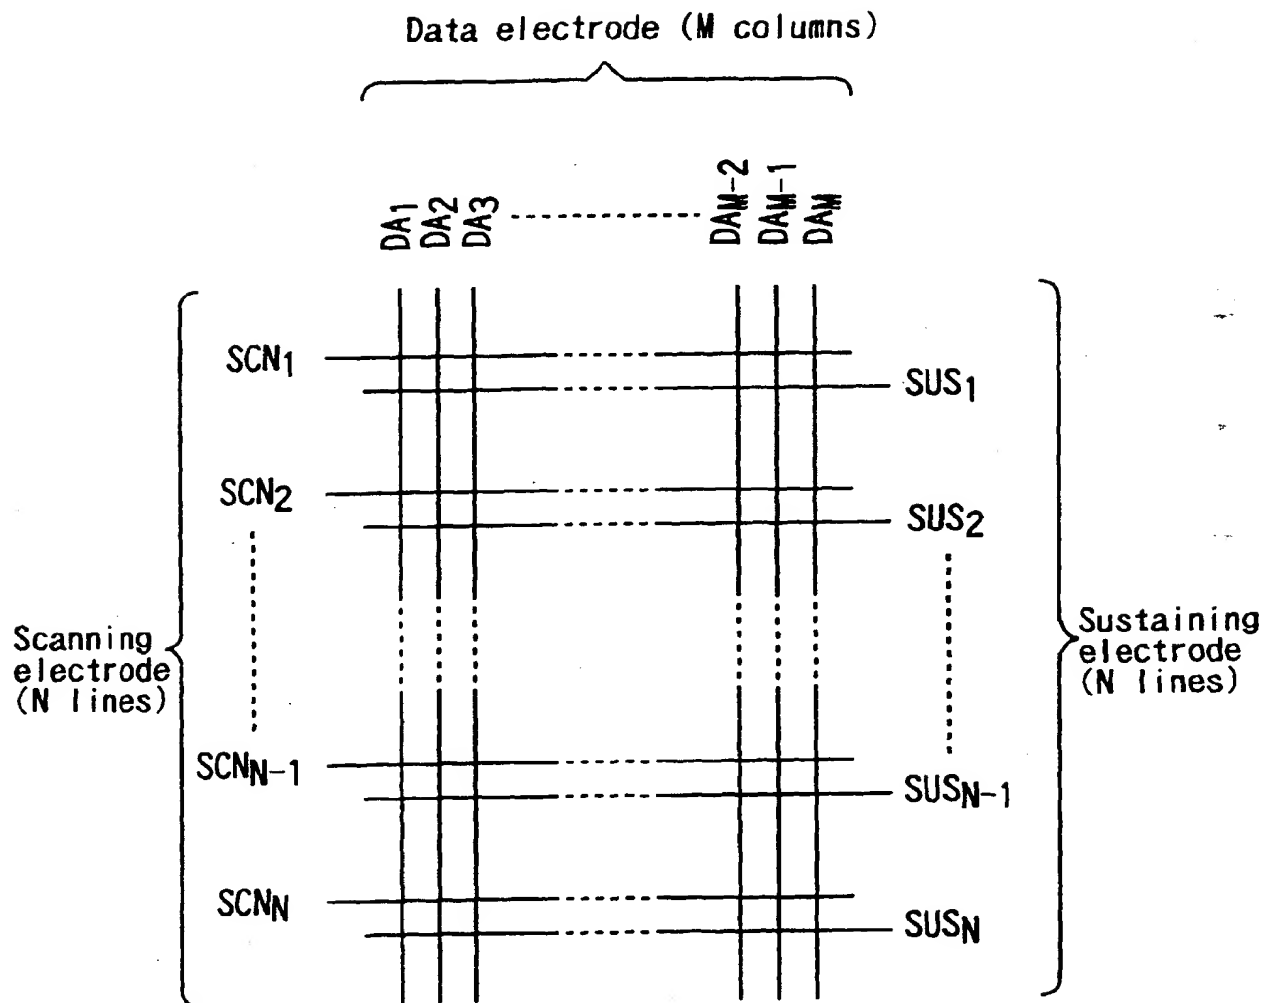 Data electrode (M columns)
DA1
DA2
DA3
DAM-2
DAM-1
DAM
SCN1
SUS1
SCN2
SUS2
Scanning
electrode
(N lines)
Sustaining
electrode
(N lines)
SCNN-1
SUSN-1
SCNN
SUSN